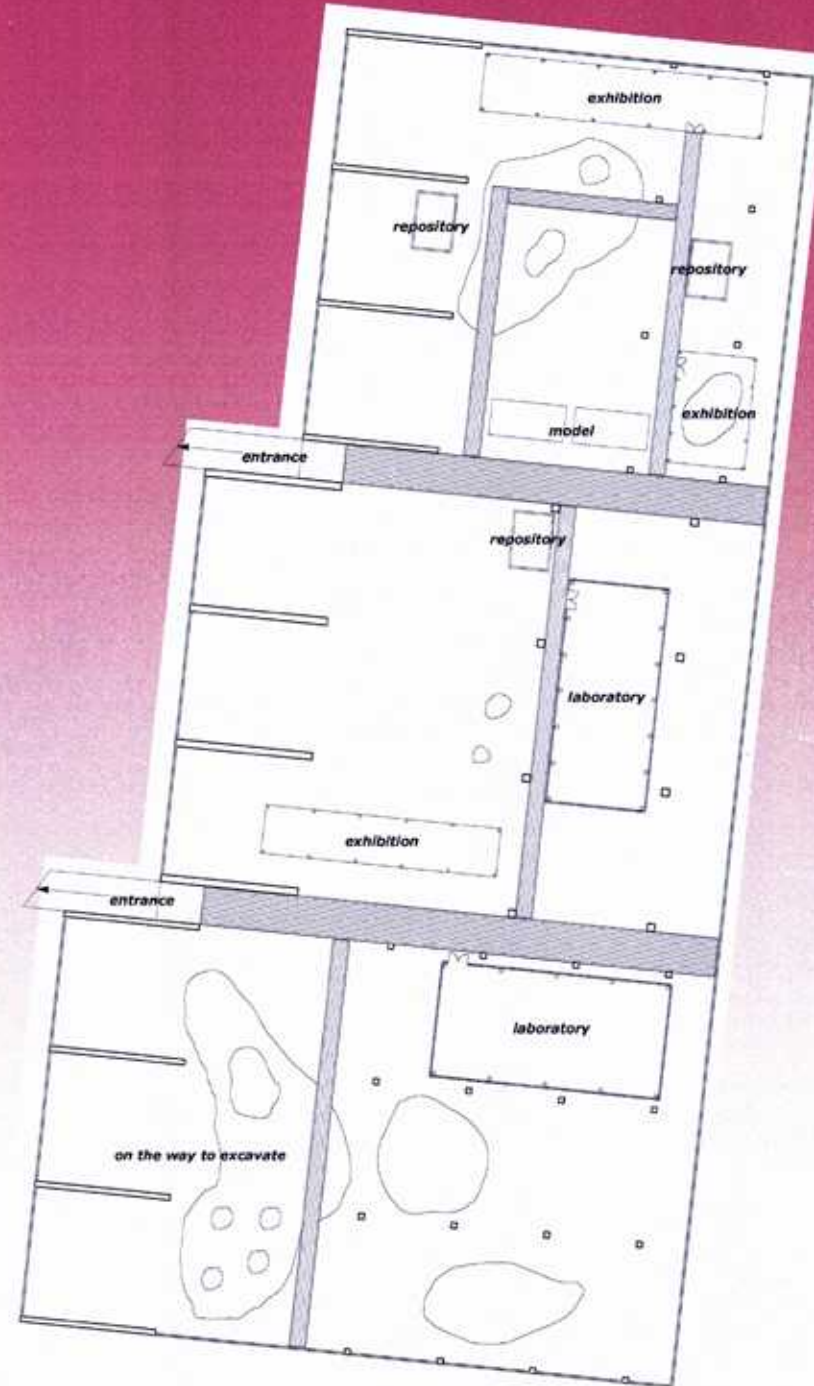 exhibition
repository
repository
exhibition
model
entrance
repository
laboratory
exhibition
entrance
laboratory
on the way to excavate